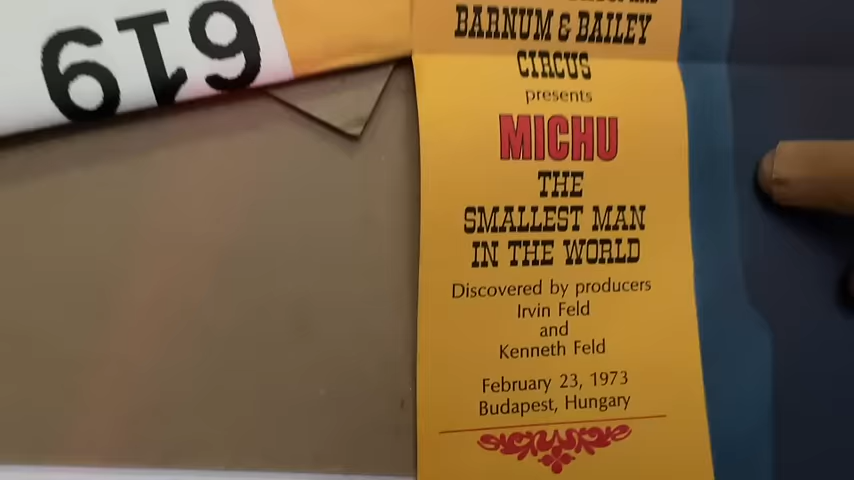 619
BARNUM & BAILEY
CIRCUS
presents
MICHU
THE
SMALLEST MAN
IN THE WORLD
Discovered by producers
Irvin Feld
and
Kenneth Feld
February 23, 1973
Budapest, Hungary